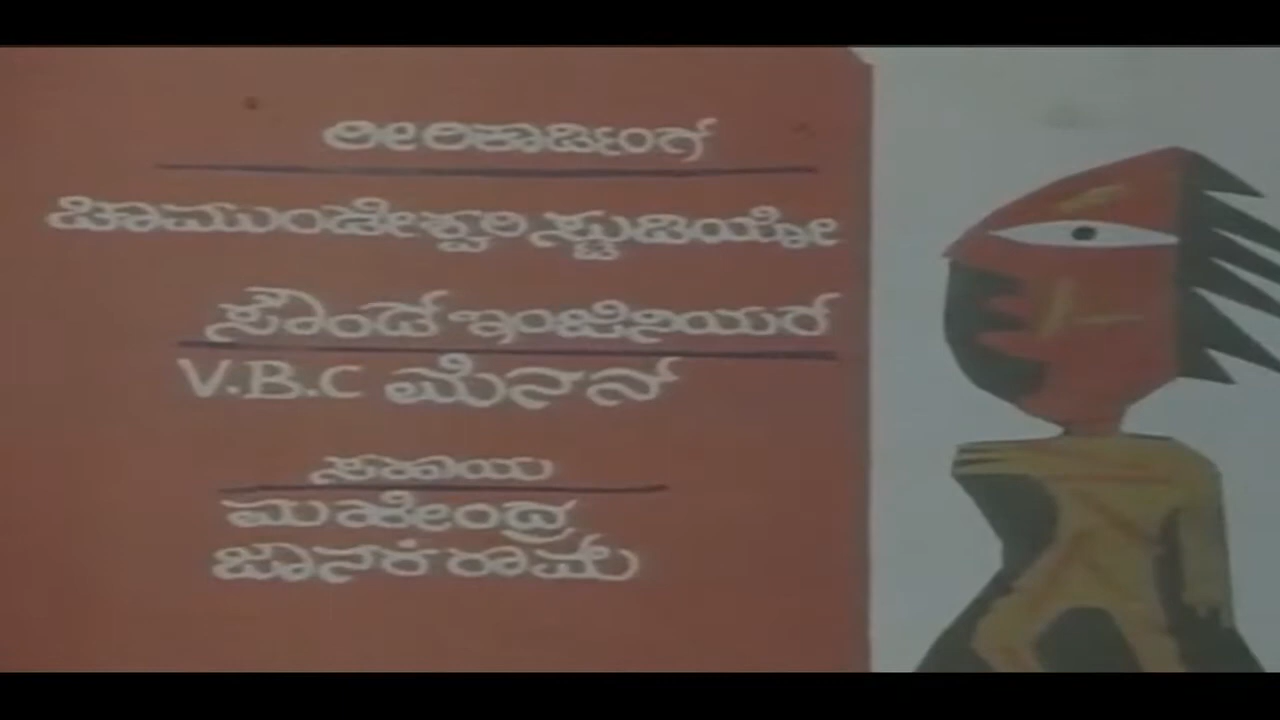 ರೀರಿಕಾರ್ಡಿಂಗ್
ಚಾಮುಂಡೇಶ್ವರಿ ಸ್ಟುಡಿಯೋ
ಸೌಂಡ್ ಇಂಜಿನಿಯರ್
V.B.C ಮೆನನ್
ಸಹಾಯ
ಮಹೇಂದ್ರ
ರಾಮ್